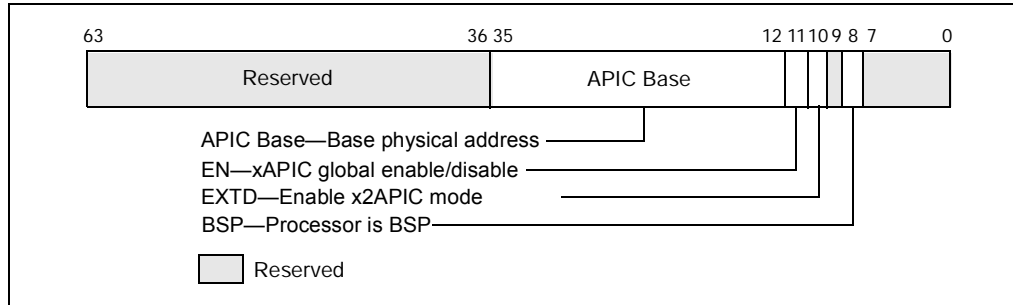 63 36 35 12 11 10 9 8 7 0
Reserved APIC Base
APIC Base—Base physical address
EN—xAPIC global enable/disable
EXTD—Enable x2APIC mode
BSP—Processor is BSP
Reserved